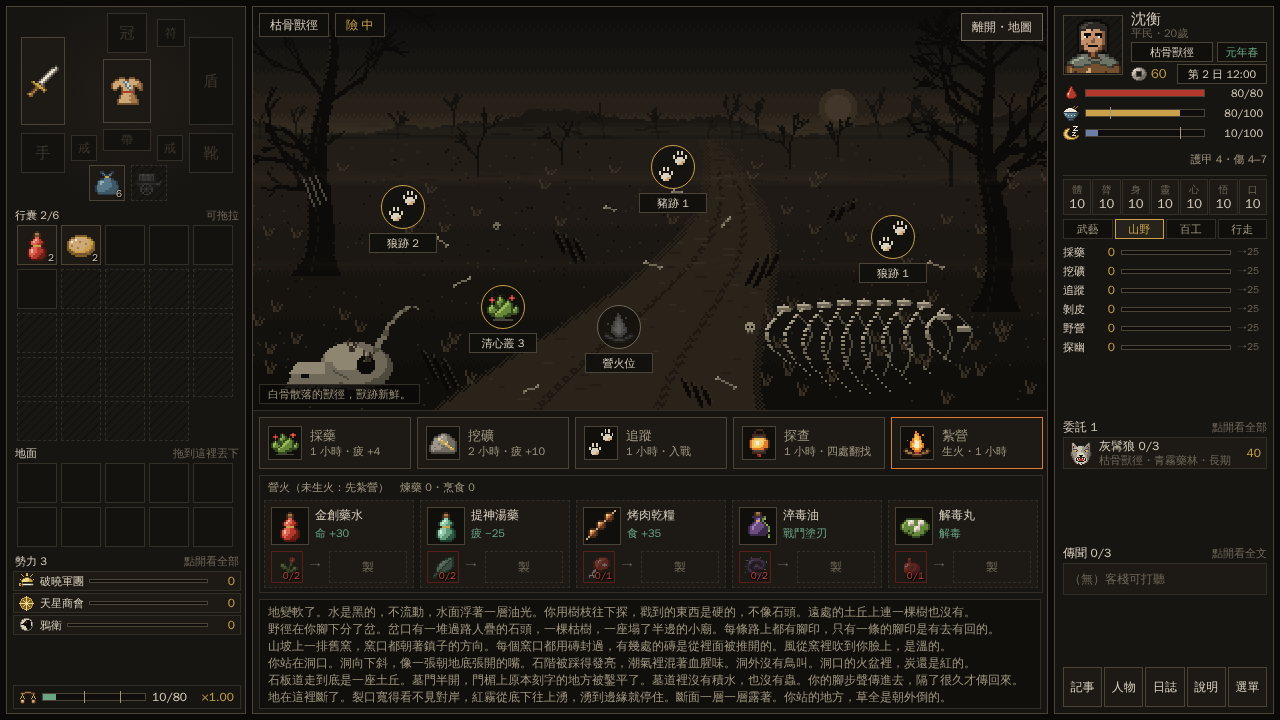 冠
符
盾
手
戒
帶
戒
靴
6
行囊 2/6
可拖拉
2
2
地面
拖到這裡丟下
勢力 3
點開看全部
破曉軍團
0
天星商會
0
鴉衛
0
10/80
×1.00
枯骨獸徑
險 中
離開・地圖
豬跡 1
狼跡 2
狼跡 1
清心叢 3
營火位
白骨散落的獸徑，獸跡新鮮。
採藥
1 小時・疲 +4
挖礦
2 小時・疲 +10
追蹤
1 小時・入戰
探查
1 小時・四處翻找
紮營
生火・1 小時
營火（未生火：先紮營）
煉藥 0・烹食 0
金創藥水
命 +30
提神湯藥
疲 −25
烤肉乾糧
食 +35
淬毒油
戰鬥塗刃
解毒丸
解毒
0/2
→
製
0/2
→
製
0/1
→
製
0/2
→
製
0/1
→
製
地變軟了。水是黑的，不流動，水面浮著一層油光。你用樹枝往下探，戳到的東西是硬的，不像石頭。遠處的土丘上連一棵樹也沒有。
野徑在你腳下分了岔。岔口有一堆過路人疊的石頭，一棵枯樹，一座塌了半邊的小廟。每條路上都有腳印，只有一條的腳印是有去有回的。
山坡上一排舊窯，窯口都朝著鎮子的方向。每個窯口都用磚封過，有幾處的磚是從裡面被推開的。風從窯裡吹到你臉上，是溫的。
你站在洞口。洞向下斜，像一張朝地底張開的嘴。石階被踩得發亮，潮氣裡混著血腥味。洞外沒有鳥叫。洞口的火盆裡，炭還是紅的。
石板道走到底是一座土丘。墓門半開，門楣上原本刻字的地方被鑿平了。墓道裡沒有積水，也沒有蟲。你的腳步聲傳進去，隔了很久才傳回來。
地在這裡斷了。裂口寬得看不見對岸，紅霧從底下往上湧，湧到邊緣就停住。斷面一層一層露著。你站的地方，草全是朝外倒的。
沈衡
平民・20歲
枯骨獸徑
元年春
60
第 2 日 12:00
80/80
80/100
10/100
護甲 4・傷 4–7
體
臂
身
靈
心
悟
口
10
10
10
10
10
10
10
武藝
山野
百工
行走
採藥
0
→25
挖礦
0
→25
追蹤
0
→25
剝皮
0
→25
野營
0
→25
探幽
0
→25
委託 1
點開看全部
灰鬃狼 0/3
枯骨獸徑・青霧藥林・長期
40
傳聞 0/3
點開看全文
（無）客棧可打聽
記事
人物
日誌
說明
選單